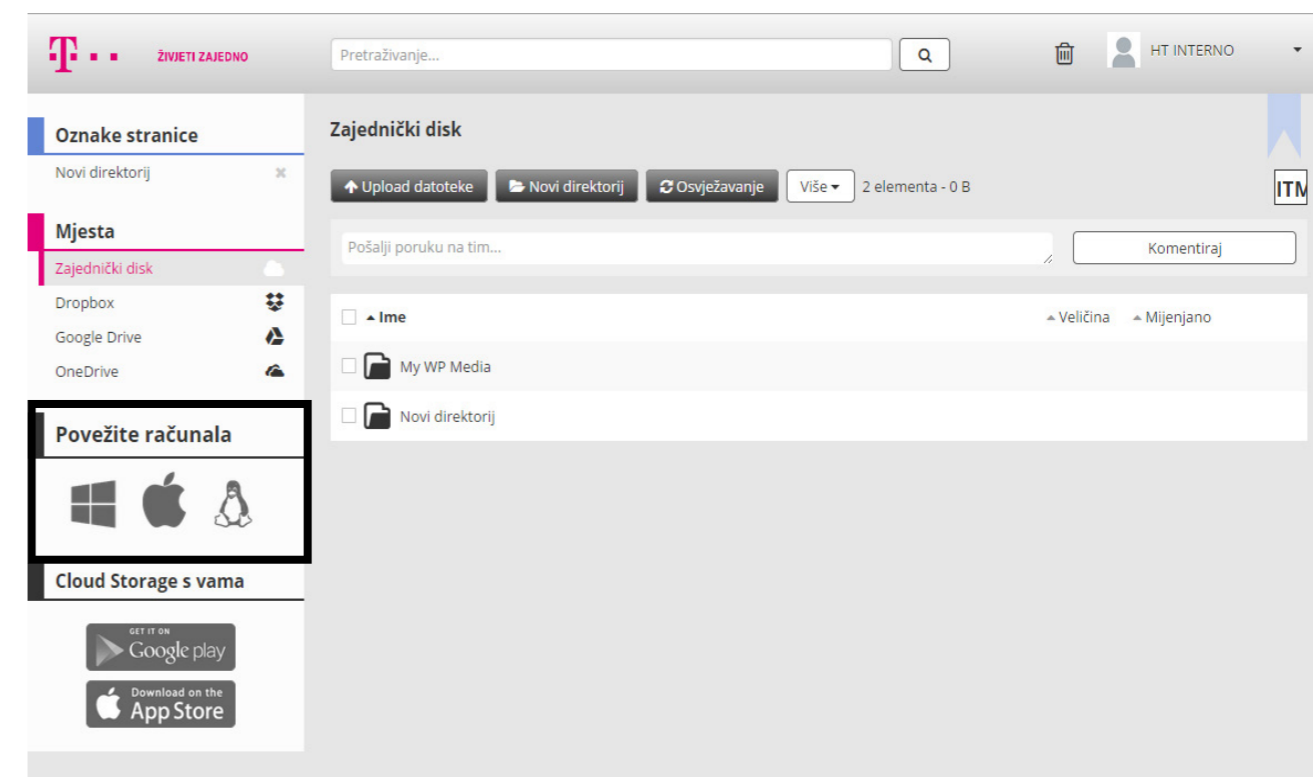 T ŽIVJETI ZAJEDNO
Pretraživanje...
HT INTERNO
Oznake stranice
Novi direktorij
Mjesta
Zajednički disk
Dropbox
Google Drive
OneDrive
Povežite računala
Cloud Storage s vama
GET IT ON
Google play
Download on the
App Store
Zajednički disk
Upload datoteke Novi direktorij Osvježavanje Više 2 elementa - 0 B
ITM
Pošalji poruku na tim... Komentiraj
Ime Veličina Mijenjano
My WP Media
Novi direktorij